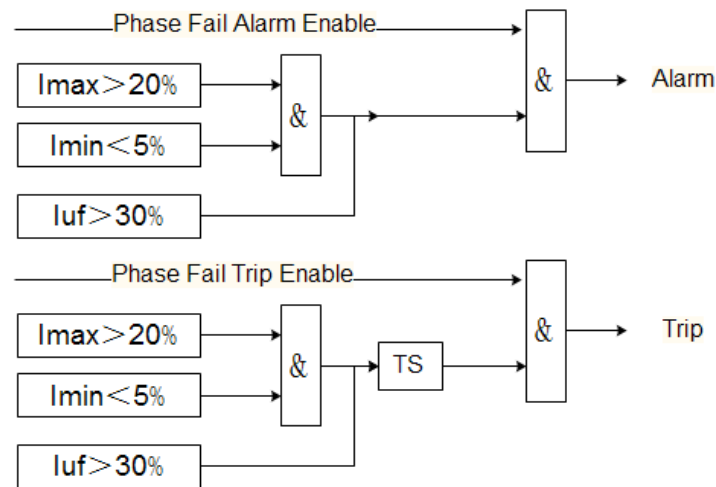 Phase Fail Alarm Enable
Imax＞20%
&
Imin＜5%
Iuf＞30%
&
Alarm
Phase Fail Trip Enable
Imax＞20%
&
Imin＜5%
Iuf＞30%
TS
&
Trip